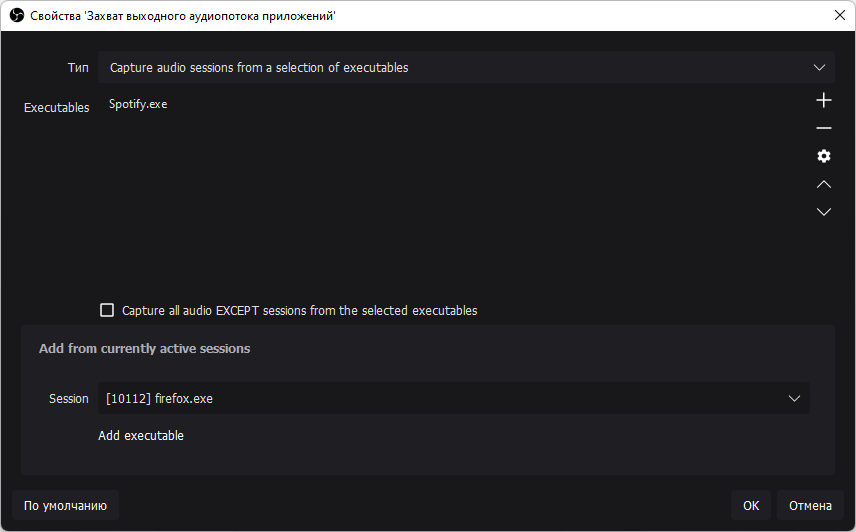 Свойства 'Захват выходного аудиопотока приложений'
Тип Capture audio sessions from a selection of executables
Executables Spotify.exe
Capture all audio EXCEPT sessions from the selected executables
Add from currently active sessions
Session [10112] firefox.exe
Add executable
По умолчанию OK Отмена